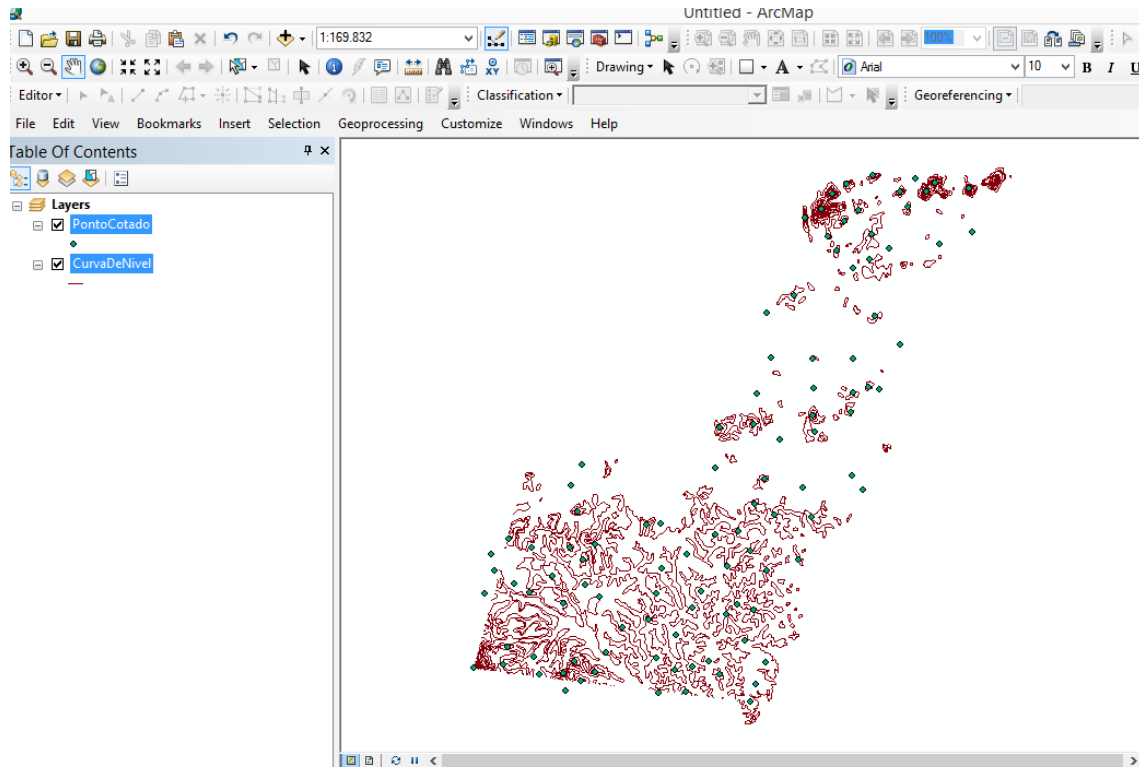 Untitled - ArcMap
1:169.832
100%
Drawing
A
Arial
10
B I U
Editor
Classification
Georeferencing
File Edit View Bookmarks Insert Selection Geoprocessing Customize Windows Help
Table Of Contents
Layers
PontoCotado
CurvaDeNivel